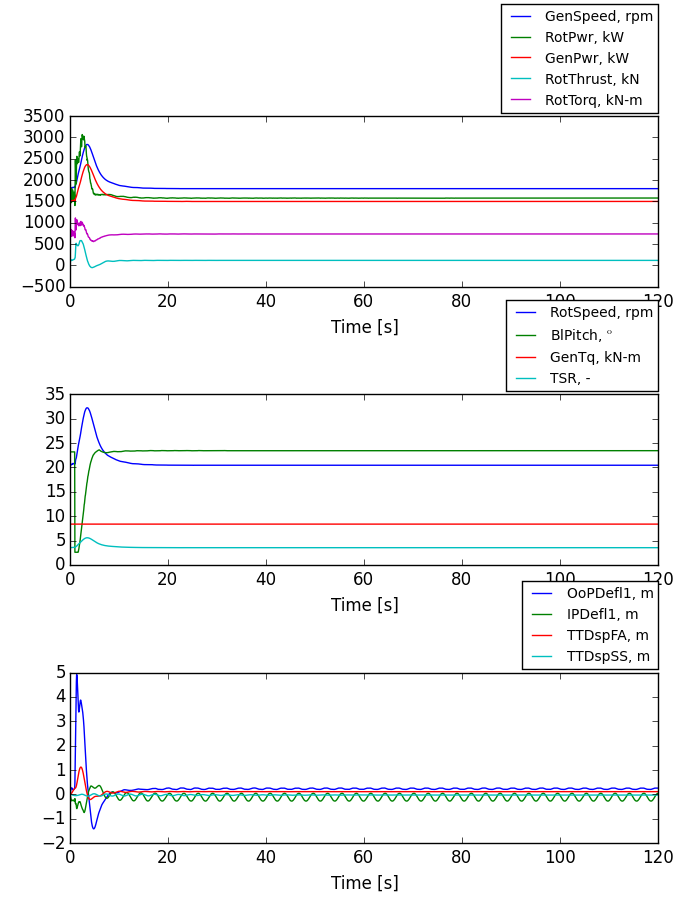 GenSpeed, rpm
RotPwr, kW
GenPwr, kW
RotThrust, kN
RotTorq, kN-m
3500
3000
2500
2000
1500
1000
500
0
−500
0 20 40 60 80 100 120
Time [s]
RotSpeed, rpm
BlPitch, °
GenTq, kN-m
TSR, -
35
30
25
20
15
10
5
0
0 20 40 60 80 100 120
Time [s]
OoPDefl1, m
IPDefl1, m
TTDspFA, m
TTDspSS, m
5
4
3
2
1
0
−1
−2
0 20 40 60 80 100 120
Time [s]